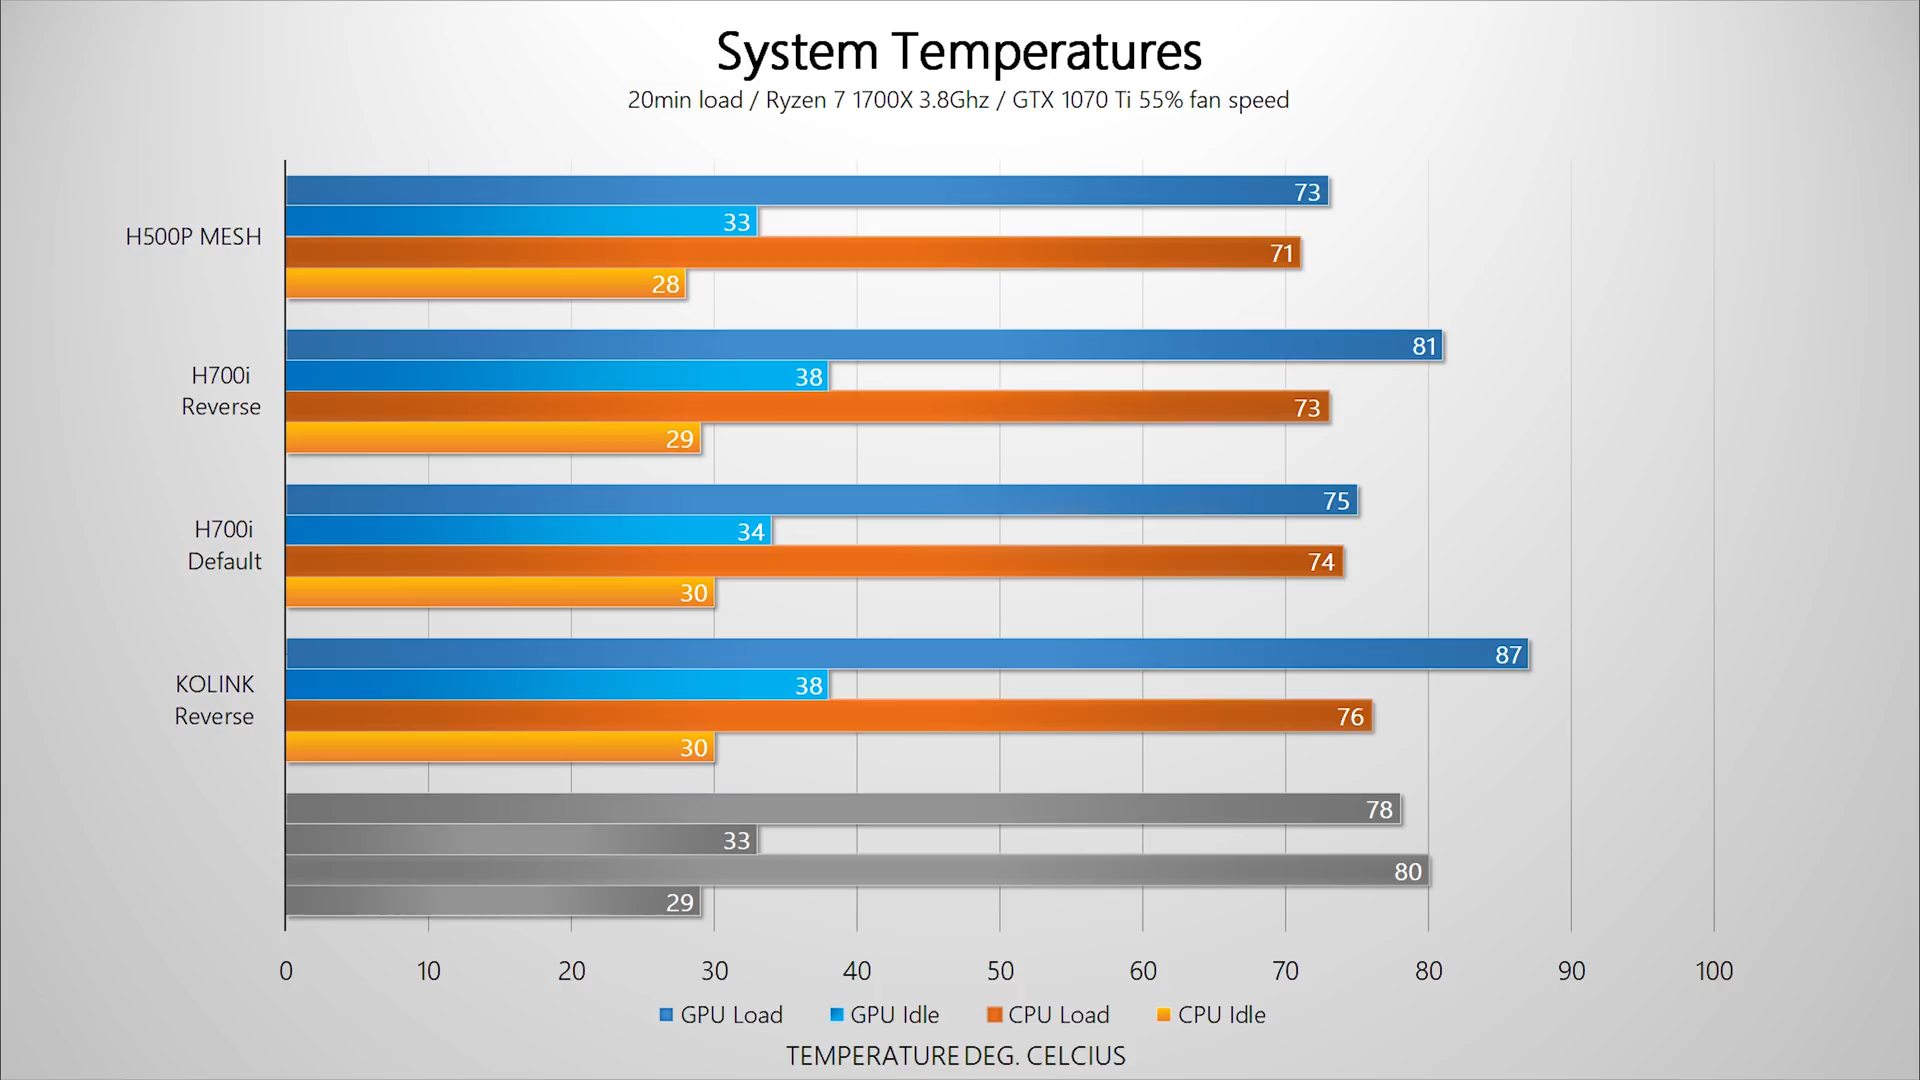 System Temperatures
20min load / Ryzen 7 1700X 3.8Ghz / GTX 1070 Ti 55% fan speed
H500P MESH
73
33
71
28
H700i
Reverse
81
38
73
29
H700i
Default
75
34
74
30
KOLINK
Reverse
87
38
76
30
78
33
80
29
0 10 20 30 40 50 60 70 80 90 100
GPU Load GPU Idle CPU Load CPU Idle
TEMPERATURE DEG. CELCIUS